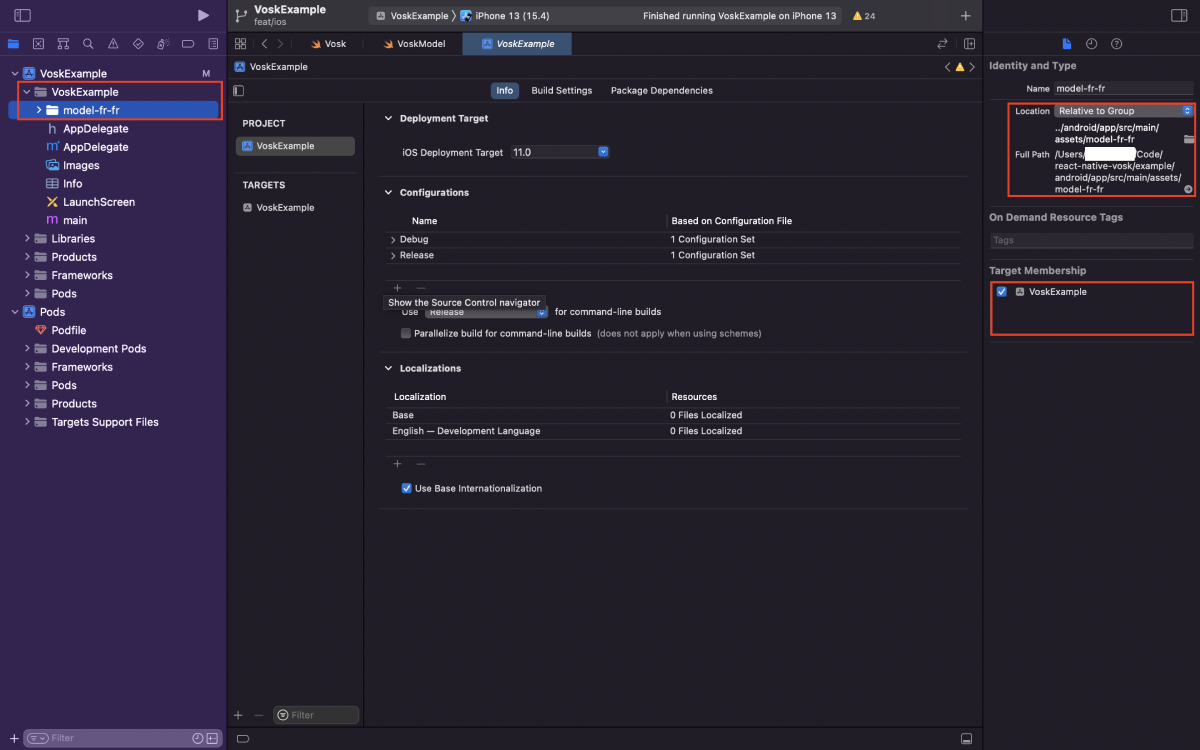 VoskExample
feat/ios
VoskExample
iPhone 13 (15.4)
Finished running VoskExample on iPhone 13
24
Vosk
VoskModel
VoskExample
VoskExample
M
VoskExample
model-fr-fr
AppDelegate
AppDelegate
Images
Info
LaunchScreen
main
Libraries
Products
Frameworks
Pods
Pods
Podfile
Development Pods
Frameworks
Pods
Products
Targets Support Files
Filter
VoskExample
Info
Build Settings
Package Dependencies
PROJECT
VoskExample
TARGETS
VoskExample
Filter
Deployment Target
iOS Deployment Target 11.0
Configurations
Name
Based on Configuration File
Debug
1 Configuration Set
Release
1 Configuration Set
Show the Source Control navigator
Use Release for command-line builds
Parallelize build for command-line builds (does not apply when using schemes)
Localizations
Localization
Resources
Base
0 Files Localized
English — Development Language
0 Files Localized
Use Base Internationalization
Identity and Type
Name model-fr-fr
Location Relative to Group
../android/app/src/main/
assets/model-fr-fr
Full Path /Users/ /Code/
react-native-vosk/example/
android/app/src/main/assets/
model-fr-fr
On Demand Resource Tags
Tags
Target Membership
VoskExample